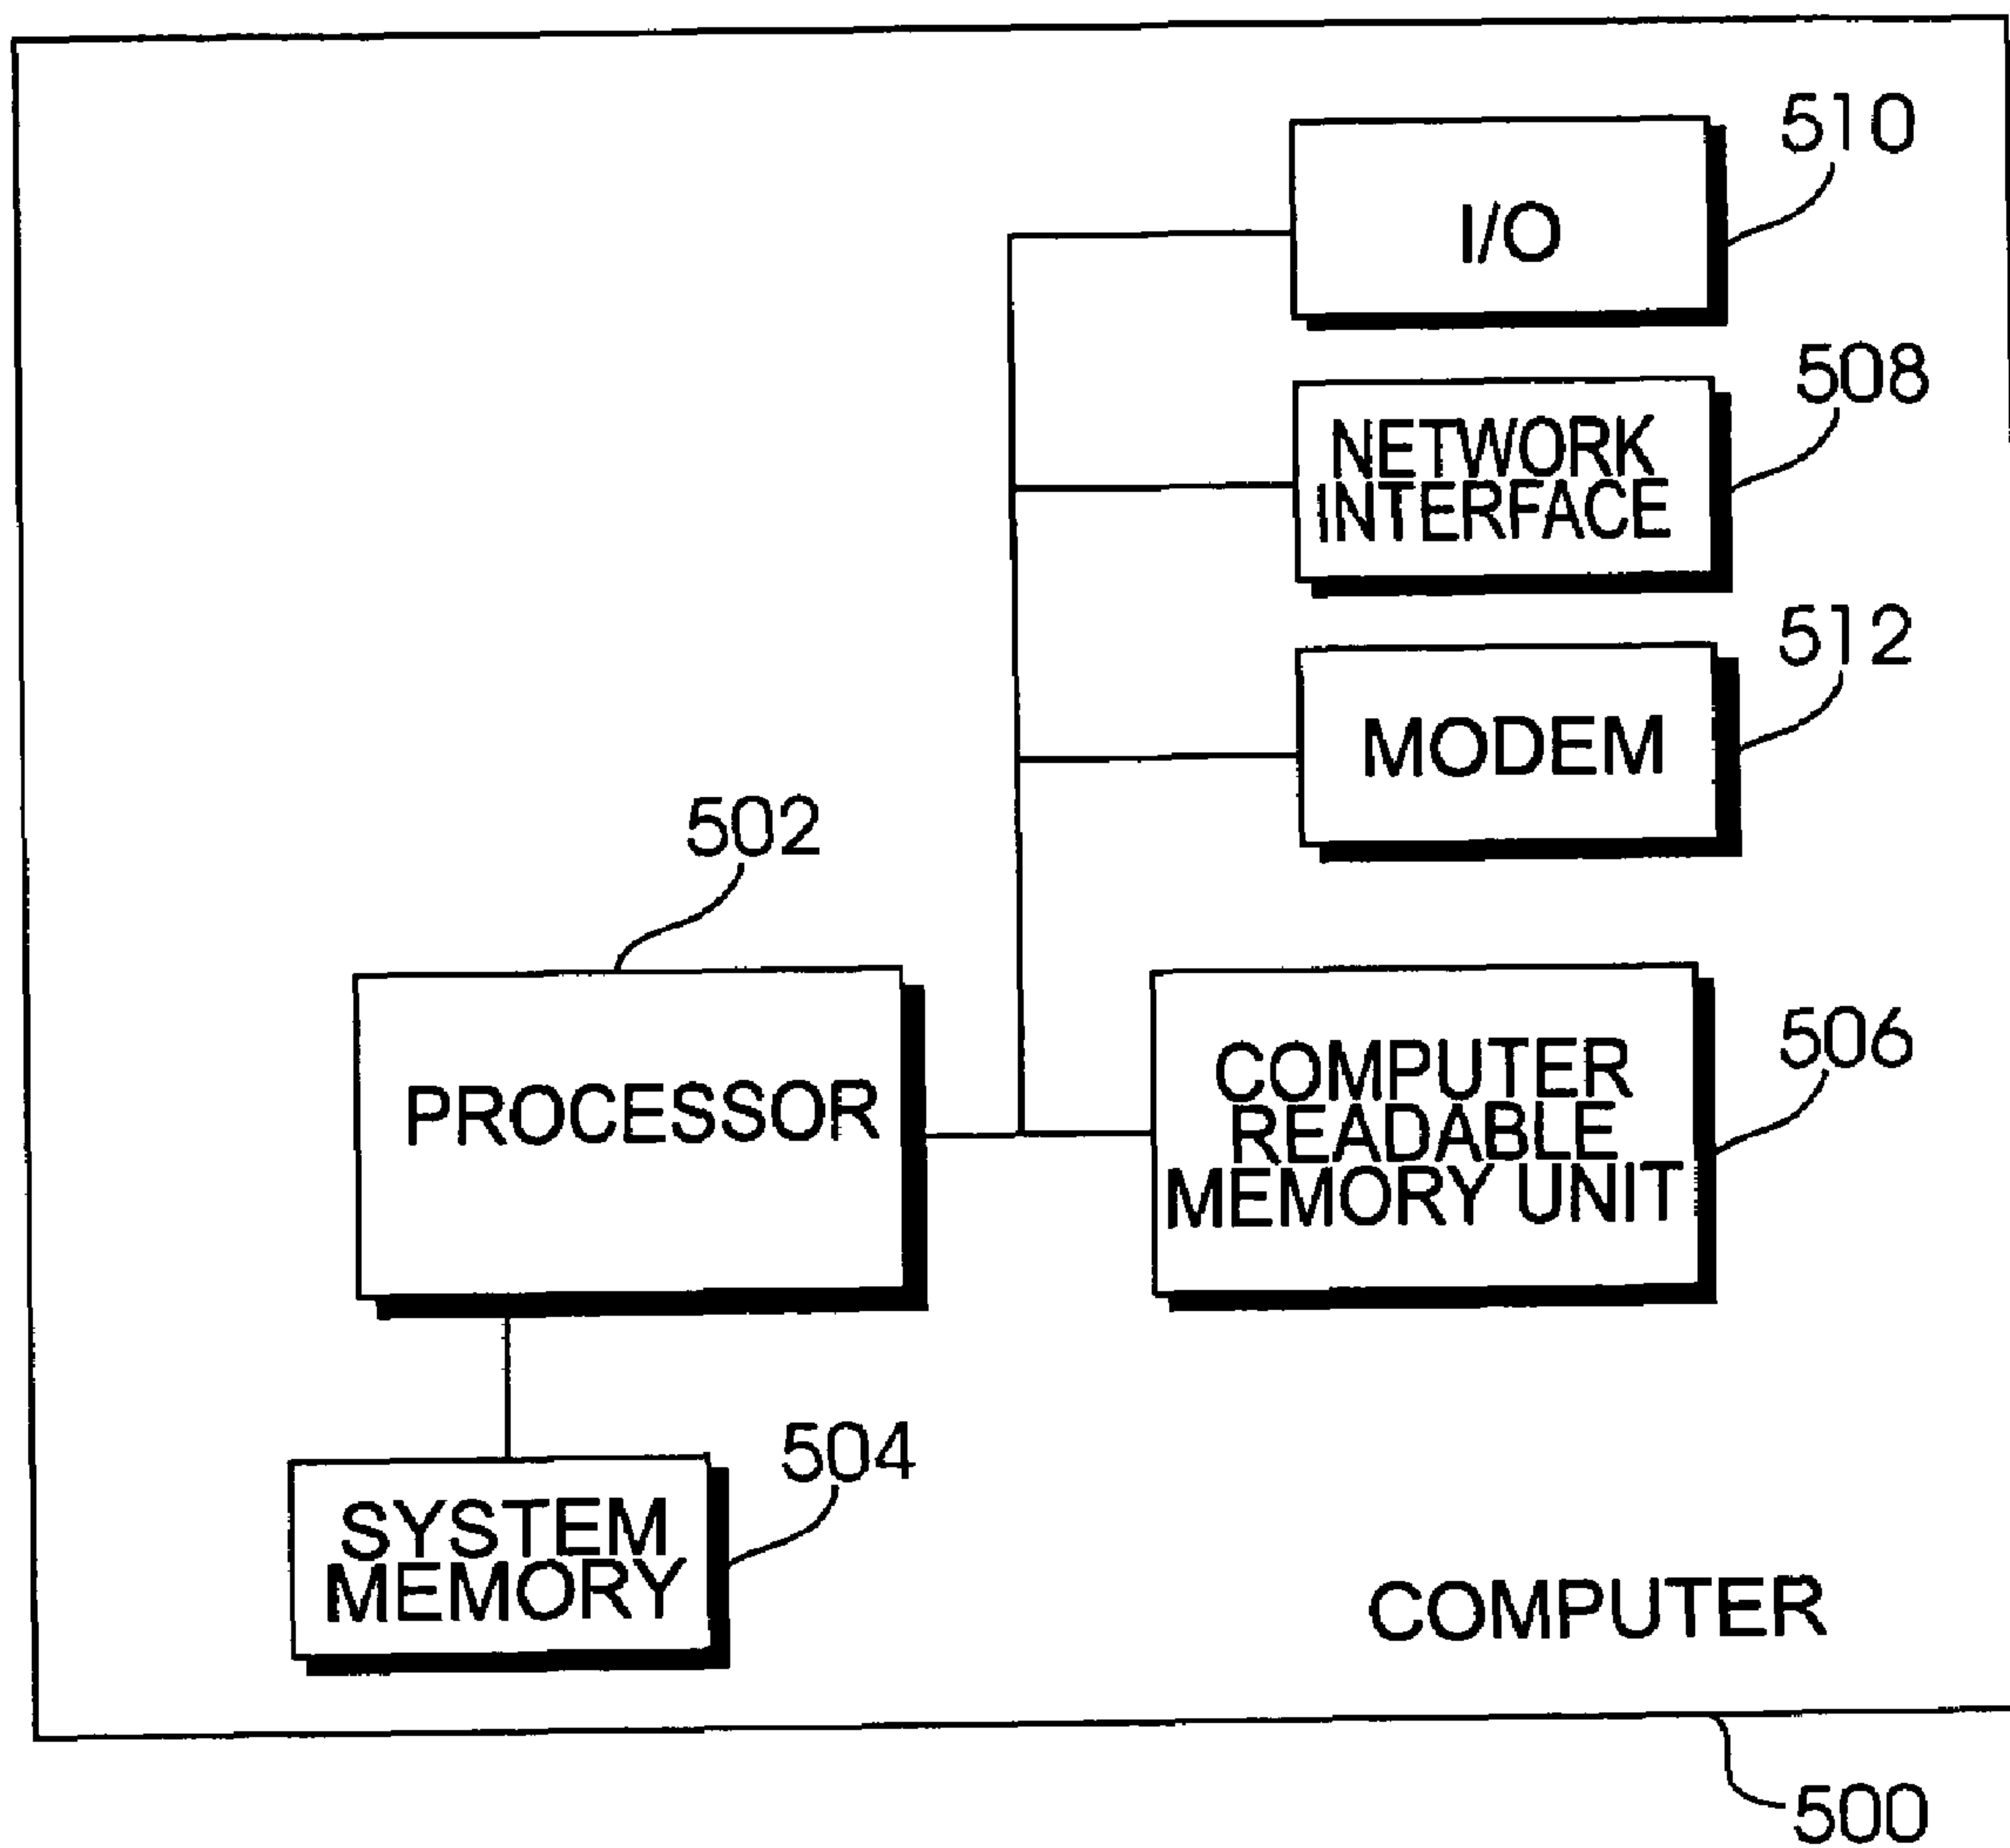 510
I/O
508
NETWORK
INTERFACE
512
MODEM
502
PROCESSOR
506
COMPUTER
READABLE
MEMORY UNIT
504
SYSTEM
MEMORY
COMPUTER
500